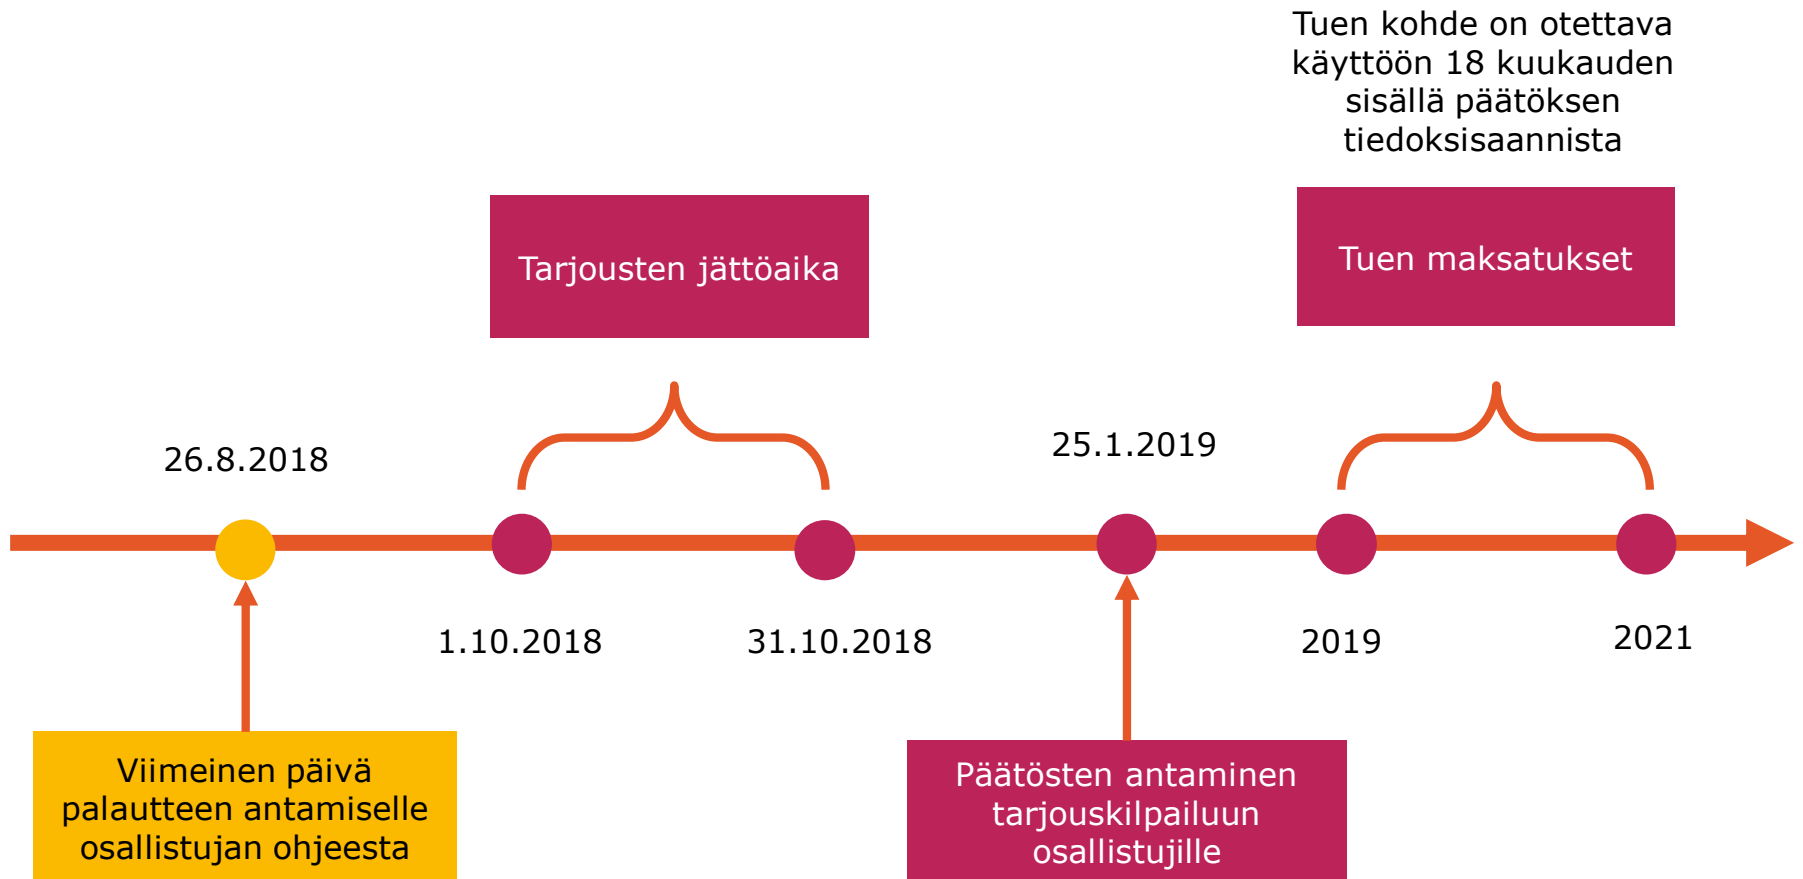 Tuen kohde on otettava
käyttöön 18 kuukauden
sisällä päätöksen
tiedoksisaannista
Tarjousten jättöaika
Tuen maksatukset
26.8.2018
25.1.2019
1.10.2018
31.10.2018
2019
2021
Viimeinen päivä
palautteen antamiselle
osallistujan ohjeesta
Päätösten antaminen
tarjouskilpailuun
osallistujille